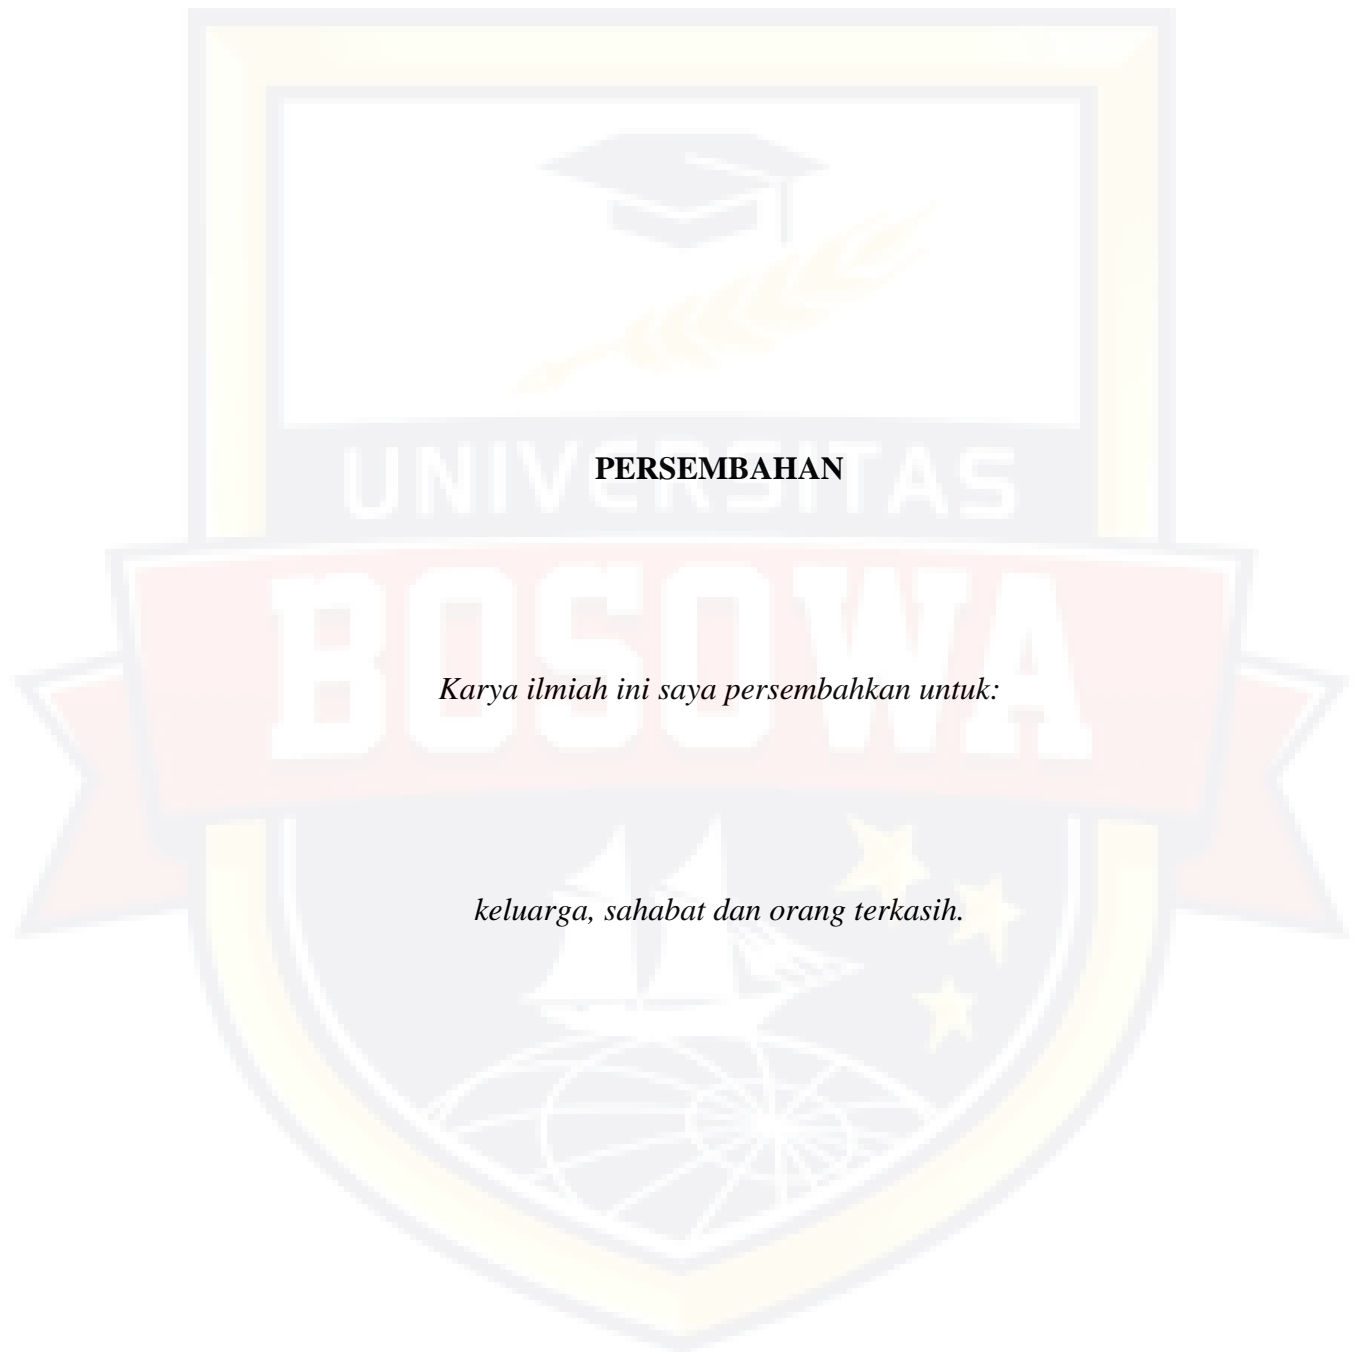 UNIVERSITAS
PERSEMBAHAN
BOSOWA
Karya ilmiah ini saya persembahkan untuk:
keluarga, sahabat dan orang terkasih.